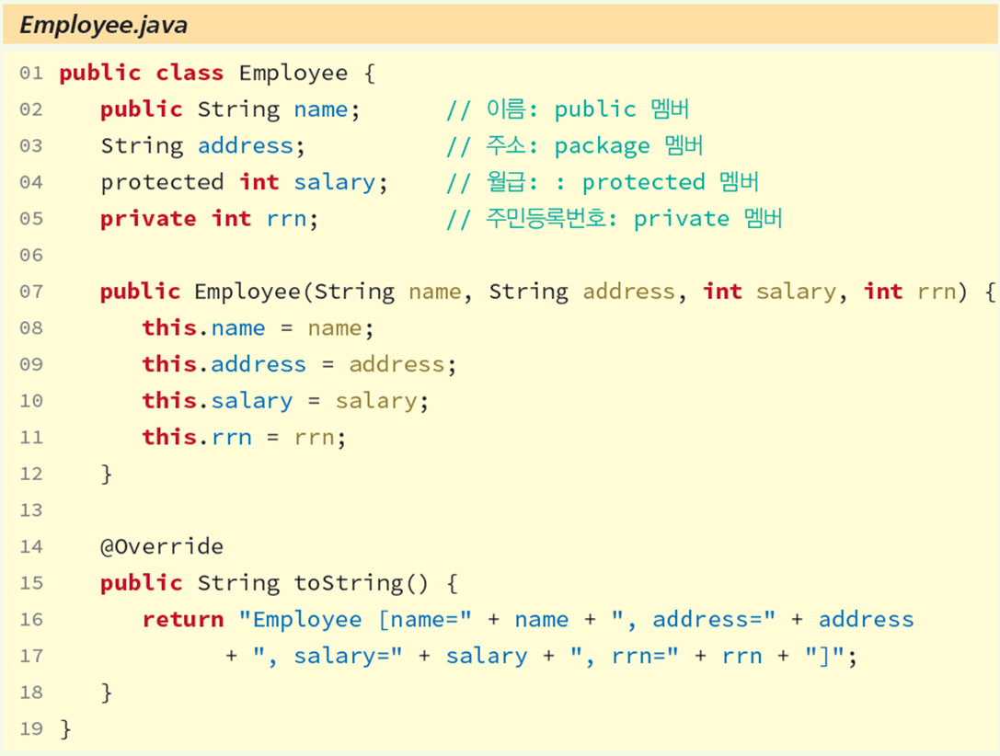 Employee.java
01 public class Employee {
02    public String name;      // 이름: public 멤버
03    String address;          // 주소: package 멤버
04    protected int salary;    // 월급: : protected 멤버
05    private int rrn;         // 주민등록번호: private 멤버
06
07    public Employee(String name, String address, int salary, int rrn) {
08       this.name = name;
09       this.address = address;
10       this.salary = salary;
11       this.rrn = rrn;
12    }
13
14    @Override
15    public String toString() {
16       return "Employee [name=" + name + ", address=" + address
17             + ", salary=" + salary + ", rrn=" + rrn + "]";
18    }
19 }